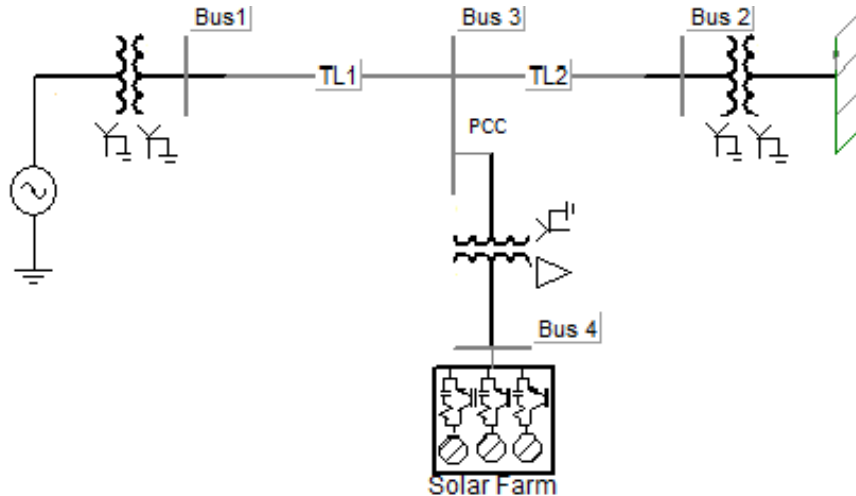 Bus1
Bus 3
Bus 2
TL1
TL2
PCC
Bus 4
Solar Farm